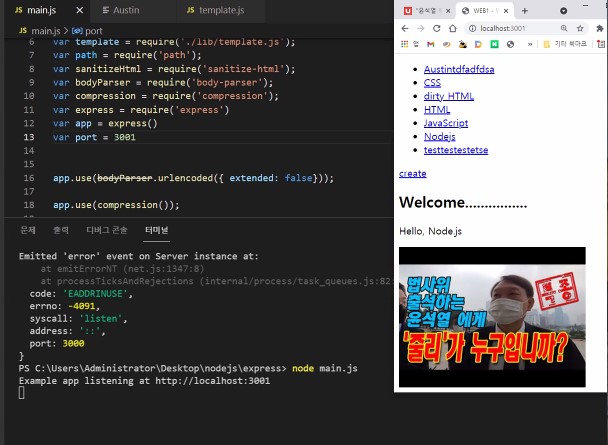 main.js
Austin
template.js
main.js > port
6 var template = require('./lib/template.js');
7 var path = require('path');
8 var sanitizeHtml = require('sanitize-html');
9 var bodyParser = require('body-parser');
10 var compression = require('compression');
11 var express = require('express')
12 var app = express()
13 var port = 3001
14
15
16 app.use(bodyParser.urlencoded({ extended: false}));
17
18 app.use(compression());
문제 출력 디버그 콘솔 터미널
Emitted 'error' event on Server instance at:
at emitErrorNT (net.js:1347:8)
at processTicksAndRejections (internal/process/task_queues.js:82
code: 'EADDRINUSE',
errno: -4091,
syscall: 'listen',
address: '::',
port: 3000
}
PS C:\Users\Administrator\Desktop\nodejs\express> node main.js
Example app listening at http://localhost:3001
"윤석열
WEB! -
localhost:3001
앱
기타 북마크
Austintdfadfdsa
CSS
dirty HTML
HTML
JavaScript
Nodejs
testtestestetse
create
Welcome................
Hello, Node.js
법사위
출석하는
윤석열 에게
'줄리'가 누구입니까?